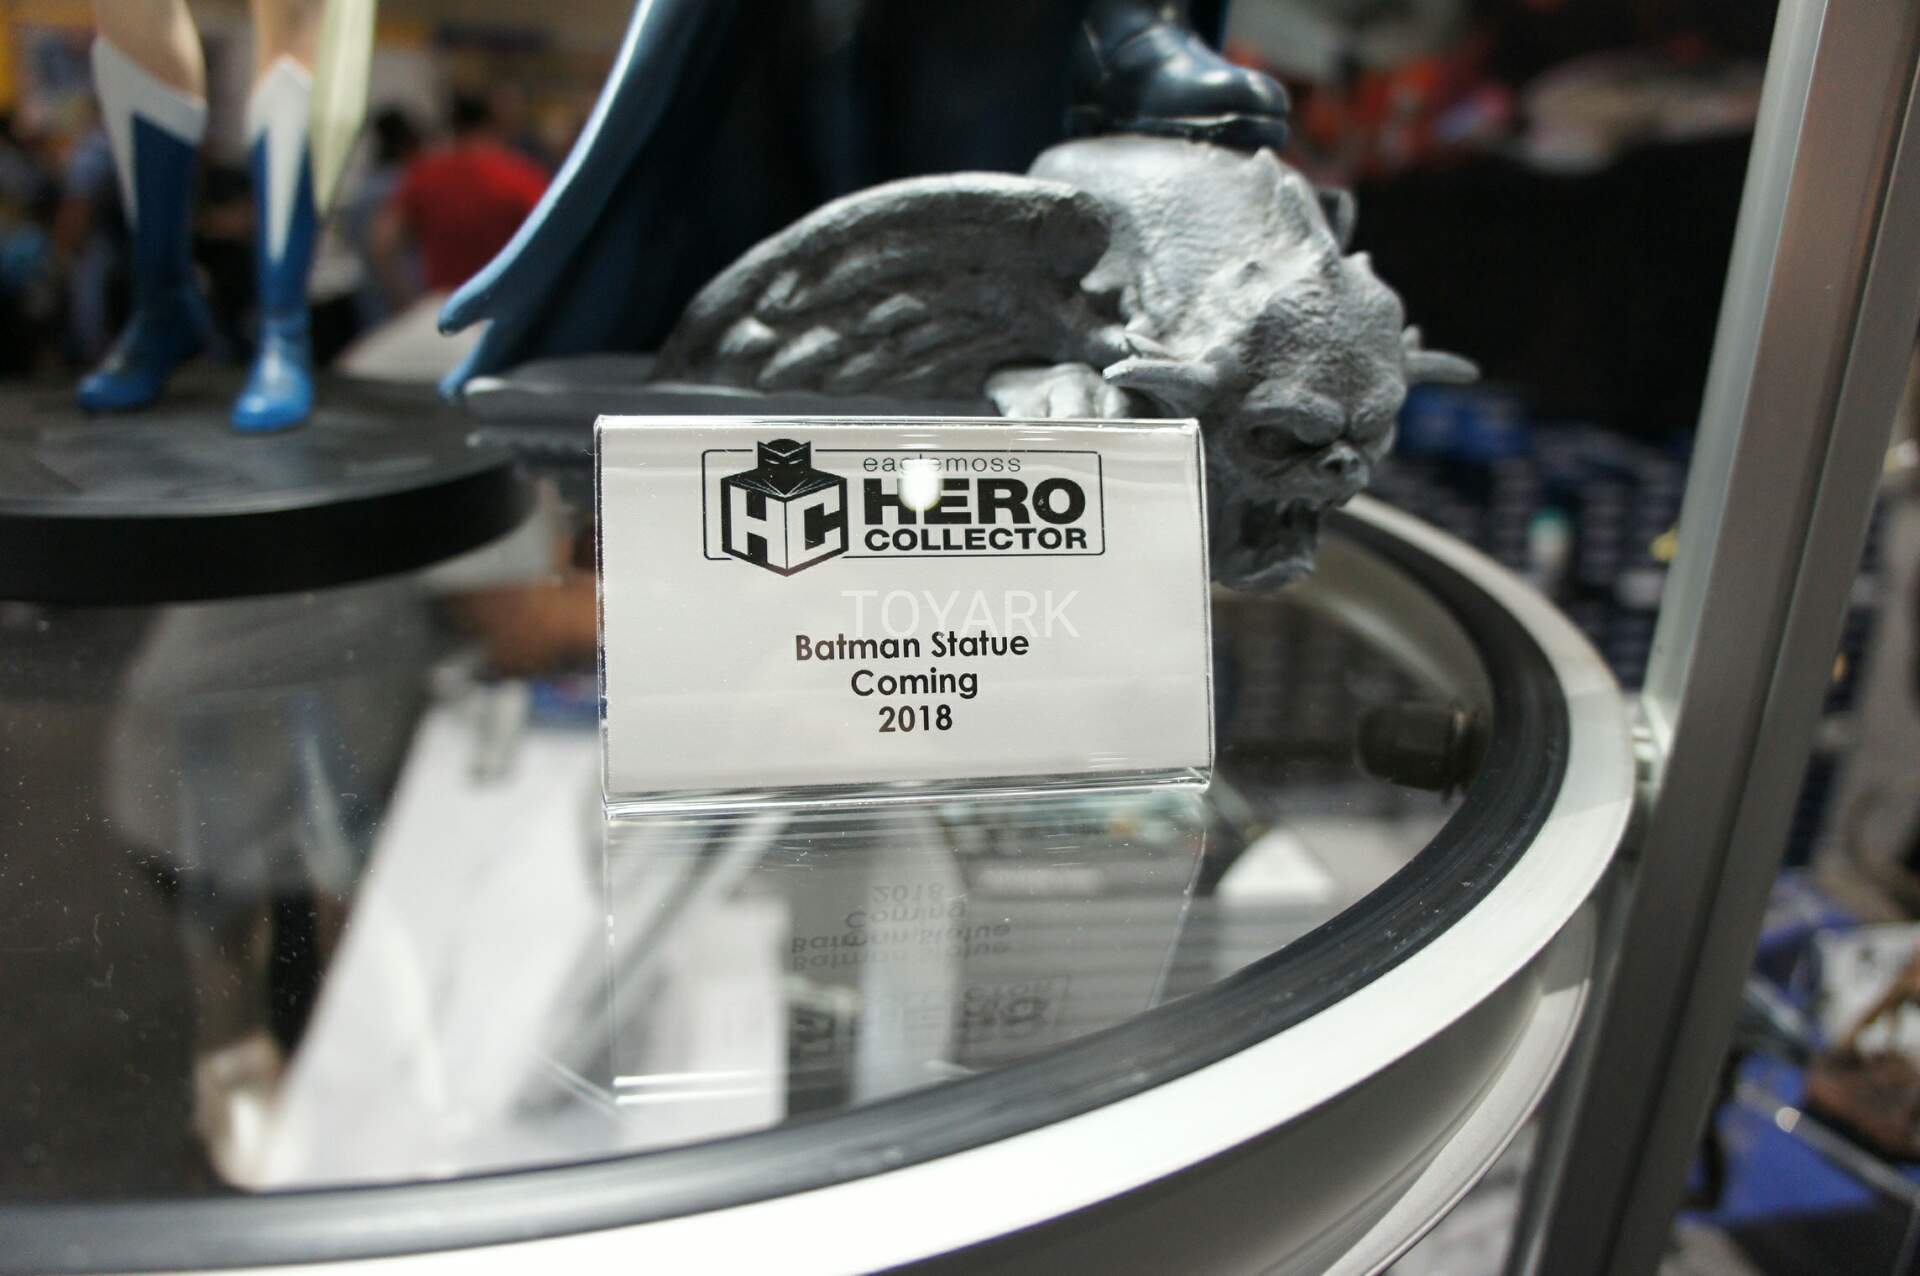 eaglemoss
HC HERO
COLLECTOR
TOYARK
Batman Statue
Coming
2018